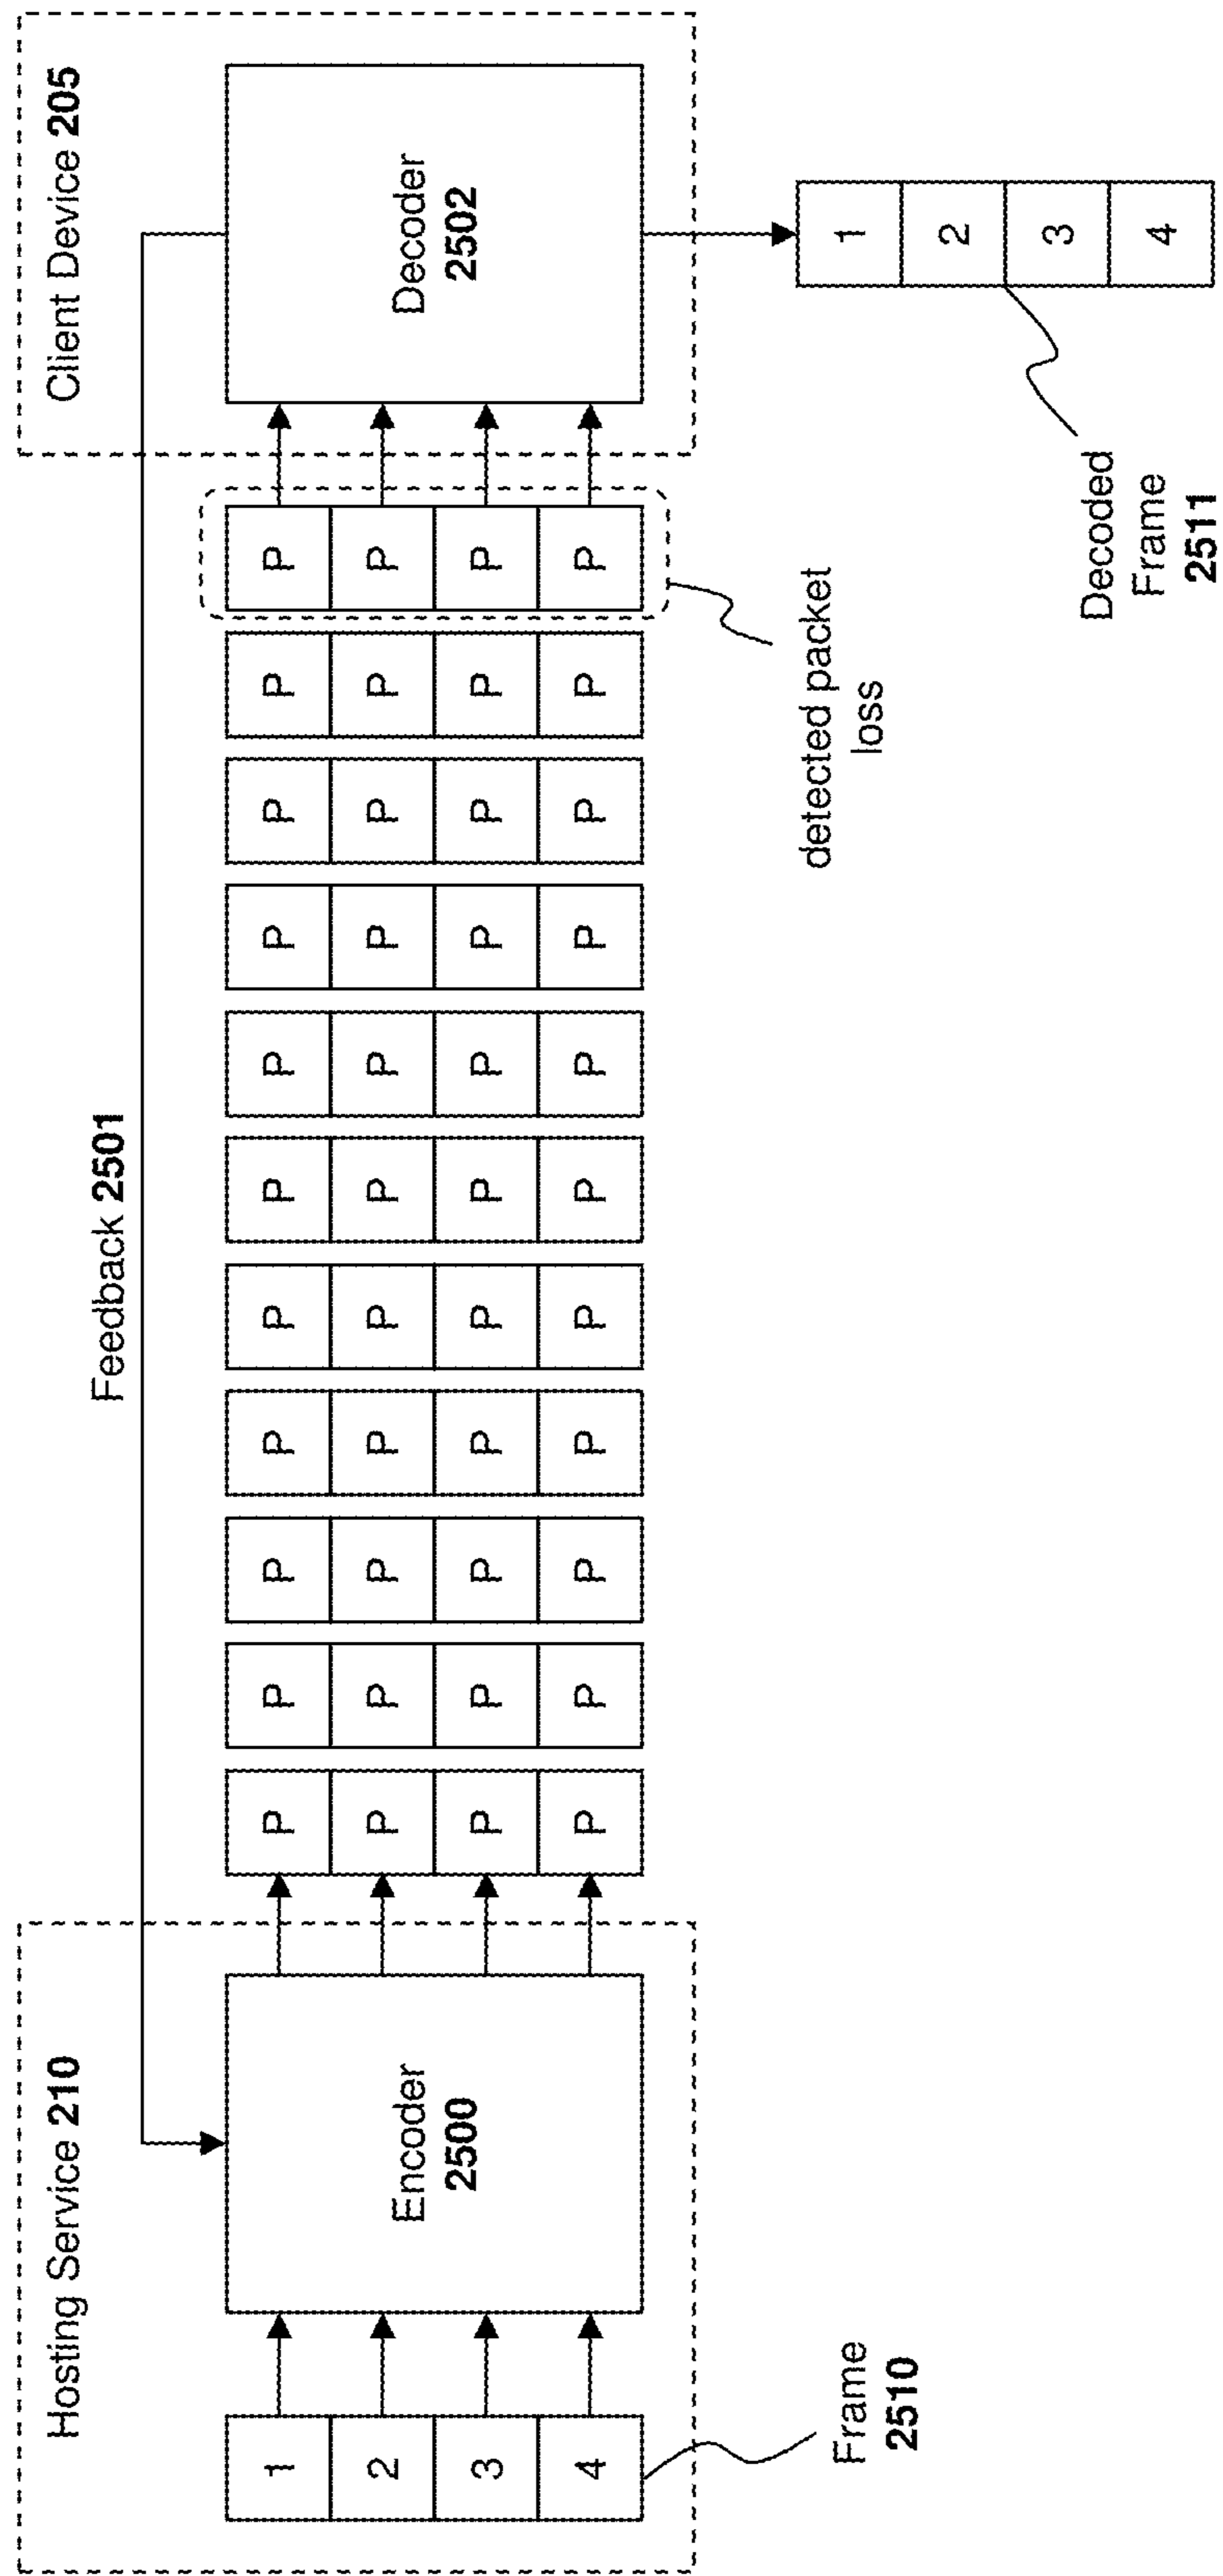 Feedback 2501
Hosting Service 210
Client Device 205
1 P P P P P P P P P P P
2 P P P P P P P P P P P
3 P P P P P P P P P P P
4 P P P P P P P P P P P
Encoder
2500
Decoder
2502
Frame
2510
detected packet
loss
1
2
3
4
Decoded
Frame
2511